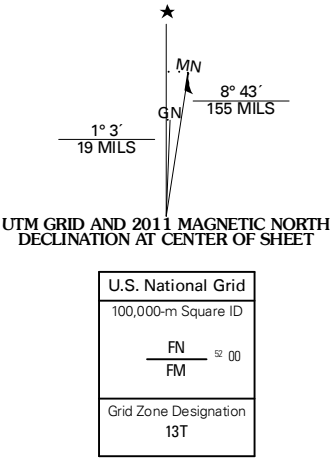 ★
MN
GN
8° 43´
155 MILS
1° 3´
19 MILS
UTM GRID AND 2011 MAGNETIC NORTH
DECLINATION AT CENTER OF SHEET
U.S. National Grid
100,000-m Square ID
FN
52 00
FM
Grid Zone Designation
13T